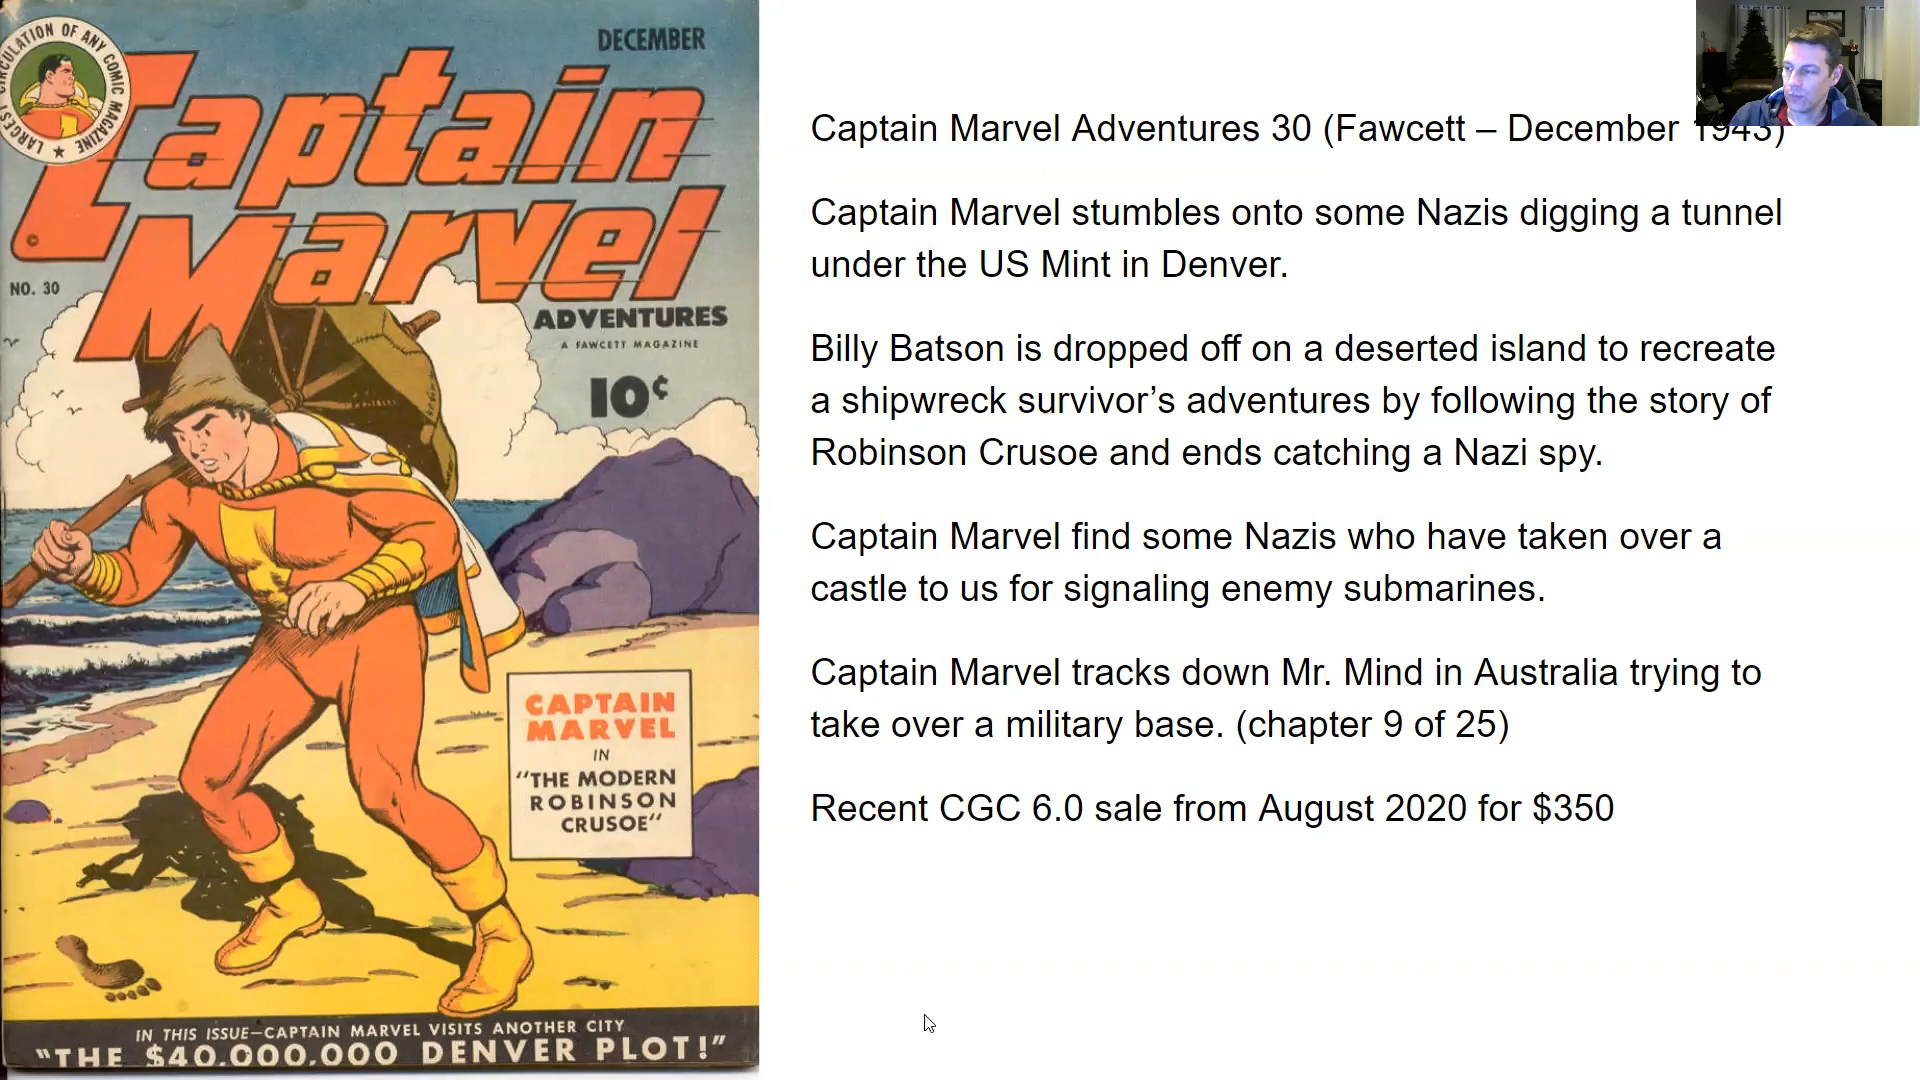 DECEMBER
LARGEST CIRCULATION OF ANY COMIC MAGAZINE
Captain
Marvel
NO. 30
ADVENTURES
A FAWCETT MAGAZINE
10¢
CAPTAIN
MARVEL
IN
"THE MODERN
ROBINSON
CRUSOE"
IN THIS ISSUE—CAPTAIN MARVEL VISITS ANOTHER CITY
"THE $40,000,000 DENVER PLOT!"
Captain Marvel Adventures 30 (Fawcett – December 1943)
Captain Marvel stumbles onto some Nazis digging a tunnel
under the US Mint in Denver.
Billy Batson is dropped off on a deserted island to recreate
a shipwreck survivor’s adventures by following the story of
Robinson Crusoe and ends catching a Nazi spy.
Captain Marvel find some Nazis who have taken over a
castle to us for signaling enemy submarines.
Captain Marvel tracks down Mr. Mind in Australia trying to
take over a military base. (chapter 9 of 25)
Recent CGC 6.0 sale from August 2020 for $350